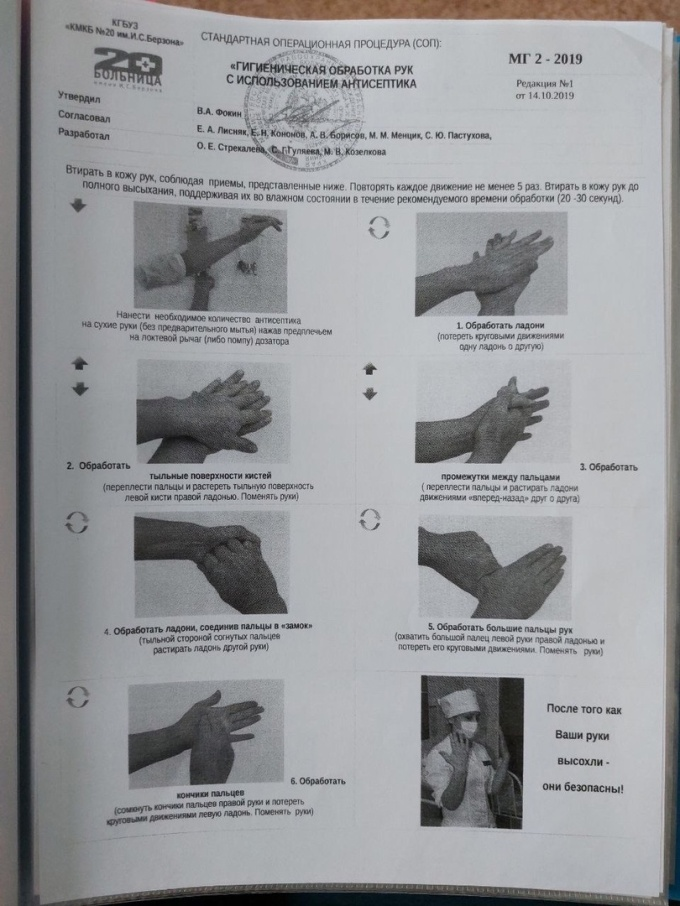 КГБУЗ
«КМКБ №20 им.И.С.Берзона»
20
БОЛЬНИЦА
имени И.С.Берзона
СТАНДАРТНАЯ ОПЕРАЦИОННАЯ ПРОЦЕДУРА (СОП):
«ГИГИЕНИЧЕСКАЯ ОБРАБОТКА РУК
С ИСПОЛЬЗОВАНИЕМ АНТИСЕПТИКА
МГ 2 - 2019
Редакция №1
от 14.10.2019
Утвердил
В.А. Фокин
Согласовал
Е. А. Лисняк, Е. Н. Кононов, А. В. Борисов, М. М. Менцик, С. Ю. Пастухова,
Разработал
О. Е. Стрекалева, С. Г.Гуляева, М. В. Козелкова
Втирать в кожу рук, соблюдая приемы, представленные ниже. Повторять каждое движение не менее 5 раз. Втирать в кожу рук до
полного высыхания, поддерживая их во влажном состоянии в течение рекомендуемого времени обработки (20 -30 секунд).
Нанести необходимое количество антисептика
на сухие руки (без предварительного мытья) нажав предплечьем
на локтевой рычаг (либо помпу) дозатора
1. Обработать ладони
(потереть круговыми движениями
одну ладонь о другую)
2. Обработать
тыльные поверхности кистей
(переплести пальцы и растереть тыльную поверхность
левой кисти правой ладонью. Поменять руки)
3. Обработать
промежутки между пальцами
( переплести пальцы и растирать ладони
движениями «вперед-назад» друг о друга)
4. Обработать ладони, соединив пальцы в «замок»
(тыльной стороной согнутых пальцев
растирать ладонь другой руки)
5. Обработать большие пальцы рук
(охватить большой палец левой руки правой ладонью и
потереть его круговыми движениями. Поменять руки)
6. Обработать
кончики пальцев
(сомкнуть кончики пальцев правой руки и потереть
круговыми движениями левую ладонь. Поменять руки)
После того как
Ваши руки
высохли -
они безопасны!